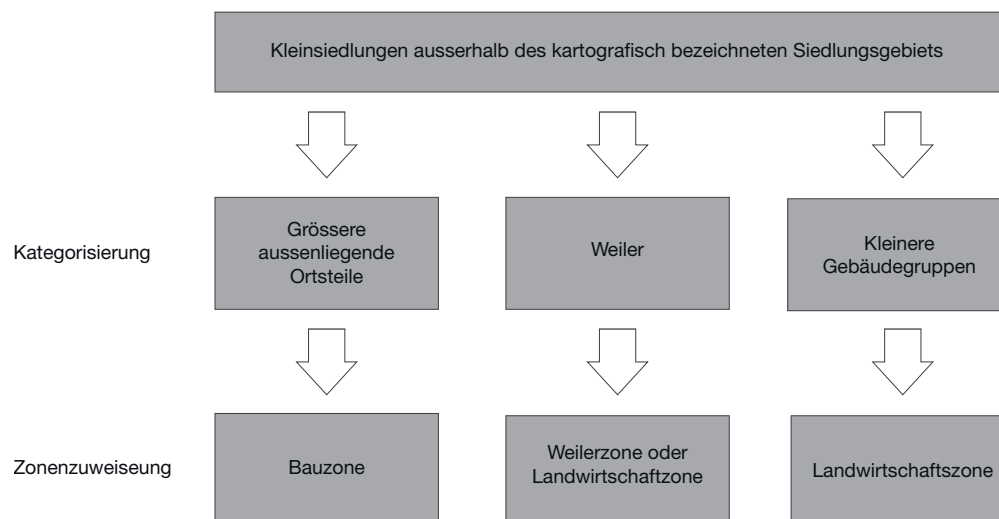 Kleinsiedlungen ausserhalb des kartografisch bezeichneten Siedlungsgebiets
Kategorisierung
Grössere
aussenliegende
Ortsteile
Weiler
Kleinere
Gebäudegruppen
Zonenzuweiseung
Bauzone
Weilerzone oder
Landwirtschaftzone
Landwirtschaftszone